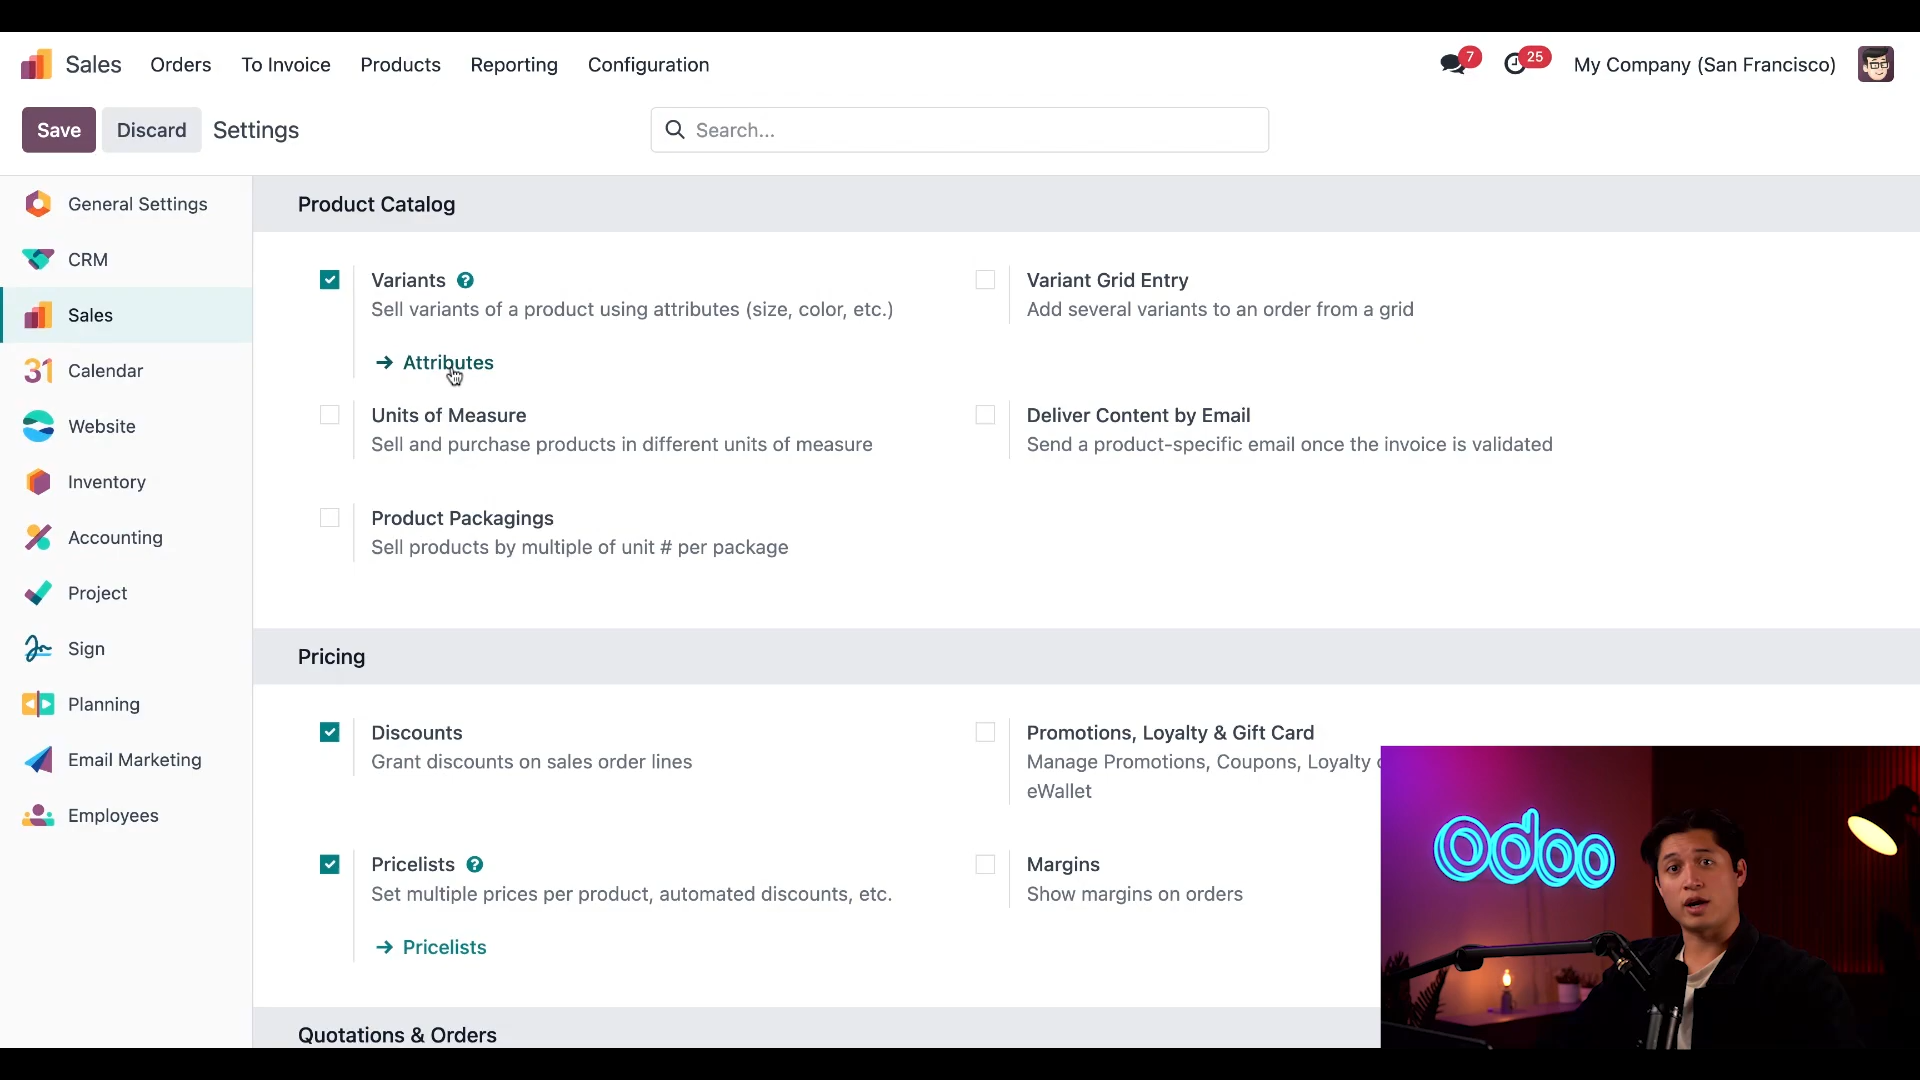 Sales
Orders
To Invoice
Products
Reporting
Configuration
7
25
My Company (San Francisco)
Save
Discard
Settings
Search...
General Settings
CRM
Sales
31
Calendar
Website
Inventory
Accounting
Project
Sign
Planning
Email Marketing
Employees
Product Catalog
Variants ?
Sell variants of a product using attributes (size, color, etc.)
→ Attributes
Variant Grid Entry
Add several variants to an order from a grid
Units of Measure
Sell and purchase products in different units of measure
Deliver Content by Email
Send a product-specific email once the invoice is validated
Product Packagings
Sell products by multiple of unit # per package
Pricing
Discounts
Grant discounts on sales order lines
Promotions, Loyalty & Gift Card
Manage Promotions, Coupons, Loyalty
eWallet
Pricelists ?
Set multiple prices per product, automated discounts, etc.
→ Pricelists
Margins
Show margins on orders
Quotations & Orders
odoo